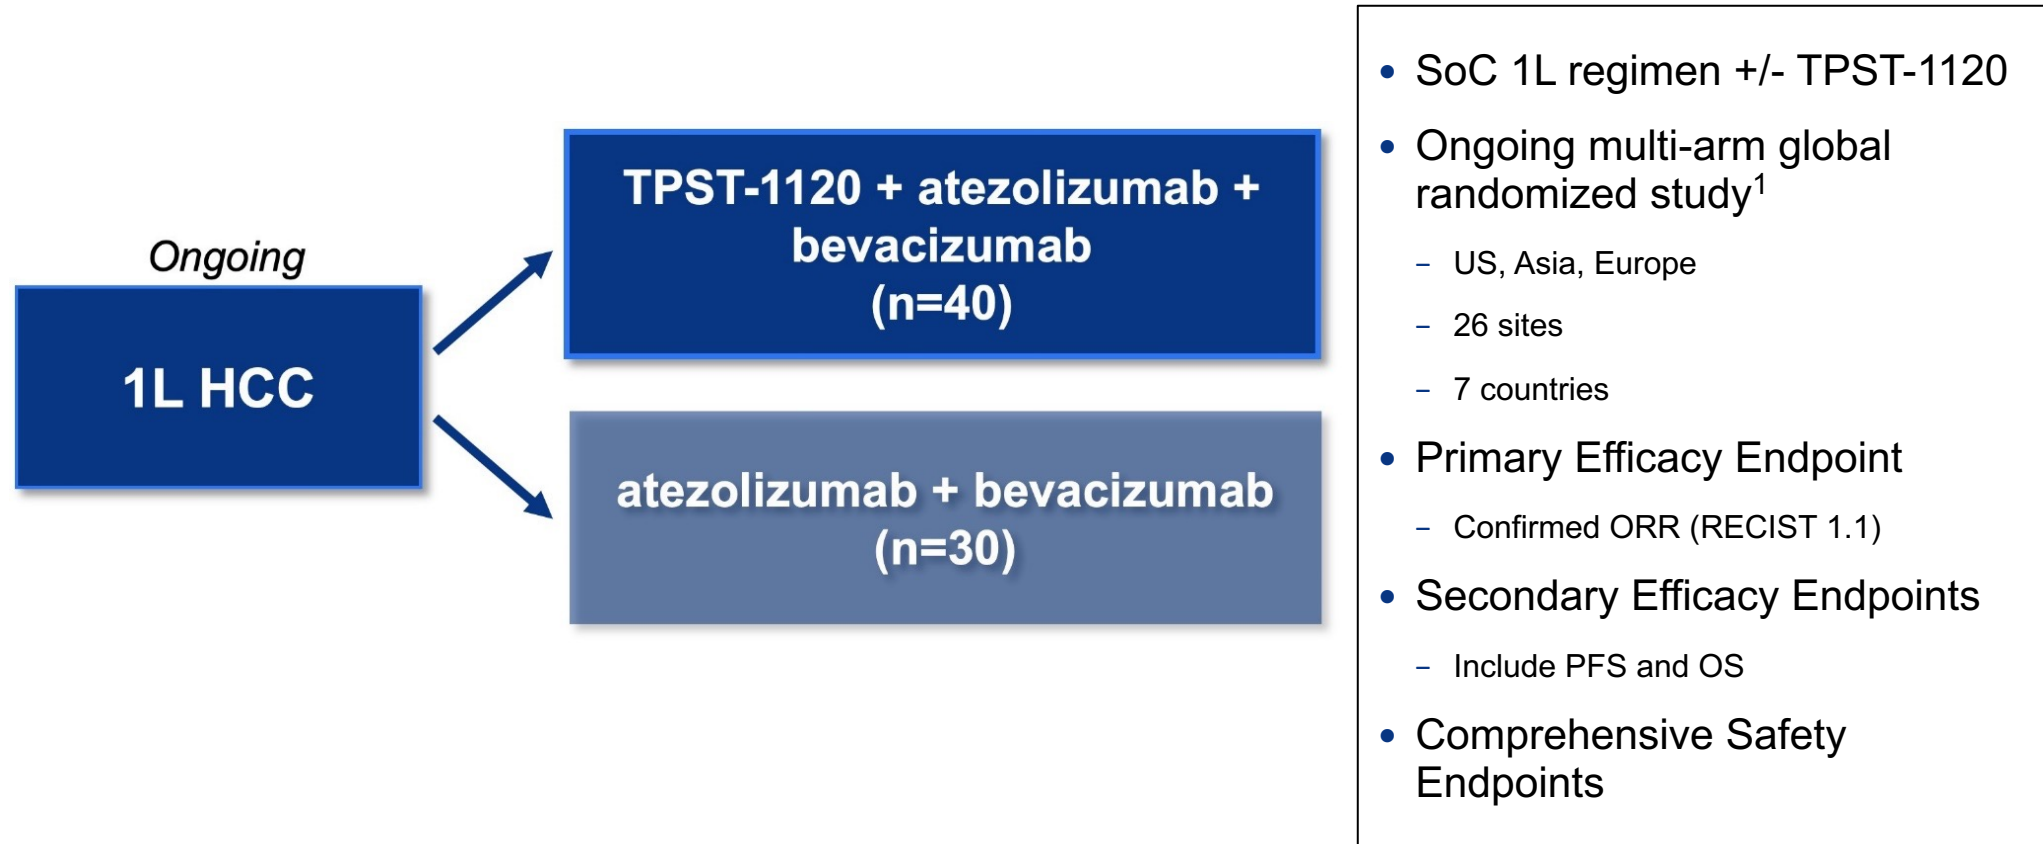 Ongoing
1L HCC
TPST-1120 + atezolizumab +
bevacizumab
(n=40)
atezolizumab + bevacizumab
(n=30)
• SoC 1L regimen +/- TPST-1120
• Ongoing multi-arm global
randomized study¹
– US, Asia, Europe
– 26 sites
– 7 countries
• Primary Efficacy Endpoint
– Confirmed ORR (RECIST 1.1)
• Secondary Efficacy Endpoints
– Include PFS and OS
• Comprehensive Safety
Endpoints